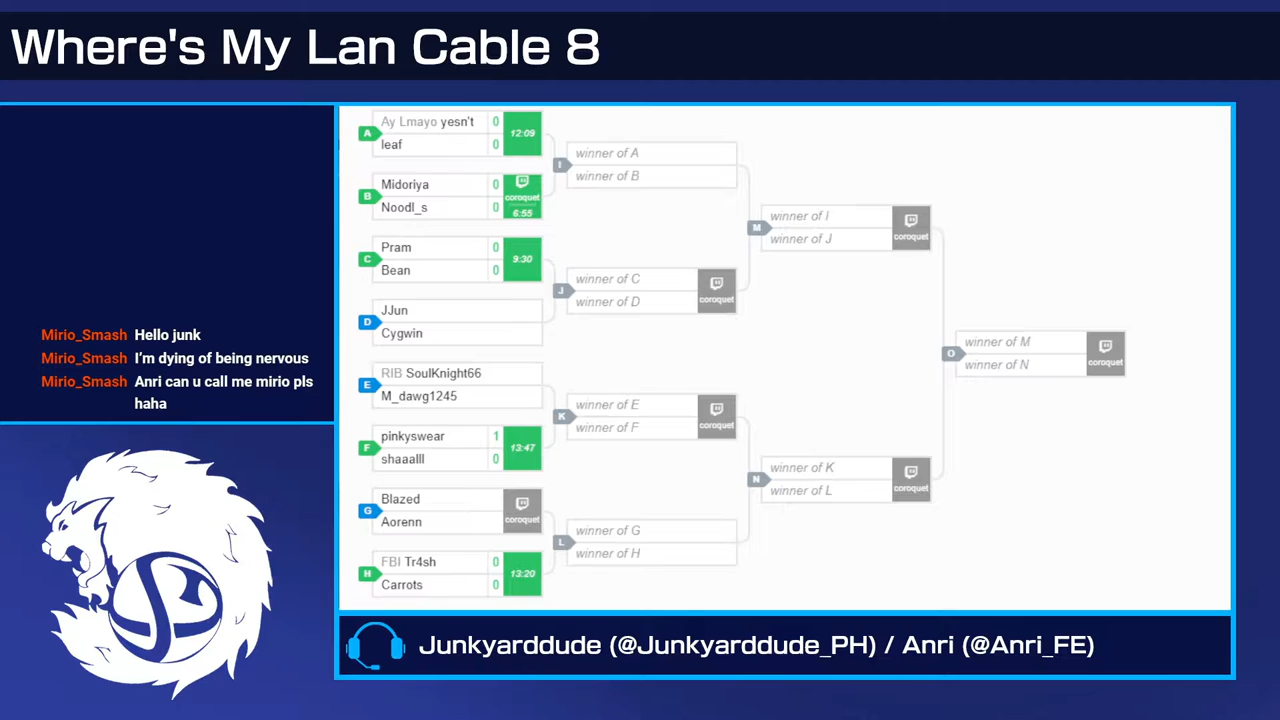 Where's My Lan Cable 8
Mirio_Smash Hello junk
Mirio_Smash I'm dying of being nervous
Mirio_Smash Anri can u call me mirio pls
haha
A
Ay Lmayo yesn't 0
leaf 0
12:09
B
Midoriya 0
Noodl_s 0
coroquet
6:55
C
Pram 0
Bean 0
9:30
D
JJun
Cygwin
E
RIB SoulKnight66
M_dawg1245
F
pinkyswear 1
shaaalll 0
13:47
G
Blazed
Aorenn
coroquet
H
FBI Tr4sh 0
Carrots 0
13:20
I
winner of A
winner of B
J
winner of C
winner of D
coroquet
K
winner of E
winner of F
coroquet
L
winner of G
winner of H
M
winner of I
winner of J
coroquet
N
winner of K
winner of L
coroquet
O
winner of M
winner of N
coroquet
Junkyarddude (@Junkyarddude_PH) / Anri (@Anri_FE)